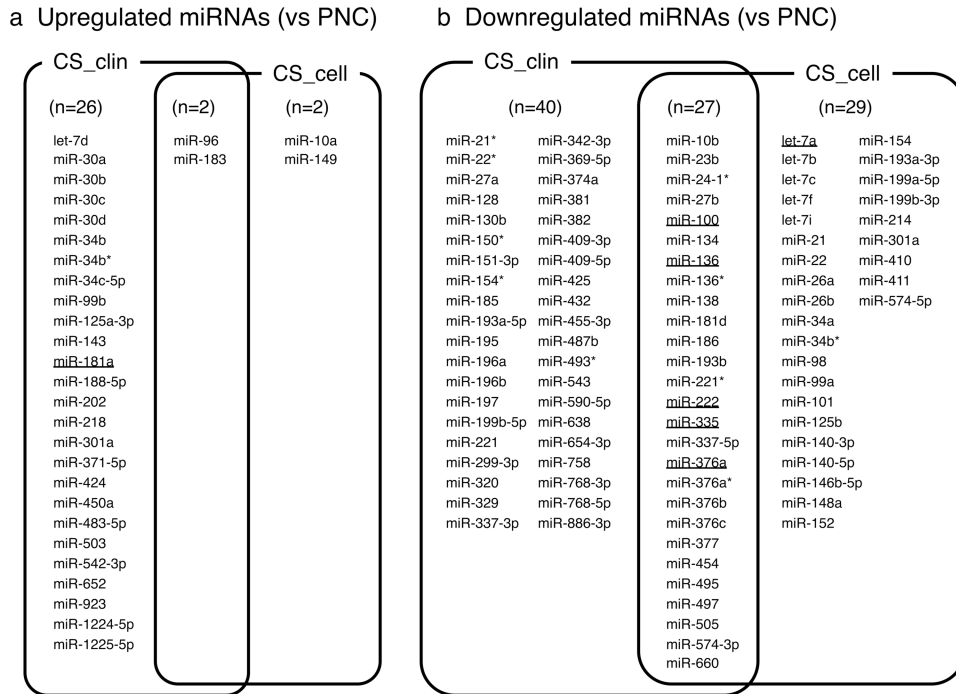 a Upregulated miRNAs (vs PNC)
CS_clin
CS_cell
(n=26)
let-7d
miR-30a
miR-30b
miR-30c
miR-30d
miR-34b
miR-34b*
miR-34c-5p
miR-99b
miR-125a-3p
miR-143
miR-181a
miR-188-5p
miR-202
miR-218
miR-301a
miR-371-5p
miR-424
miR-450a
miR-483-5p
miR-503
miR-542-3p
miR-652
miR-923
miR-1224-5p
miR-1225-5p
(n=2)
miR-96
miR-183
(n=2)
miR-10a
miR-149
b Downregulated miRNAs (vs PNC)
CS_clin
CS_cell
(n=40)
miR-21*
miR-22*
miR-27a
miR-128
miR-130b
miR-150*
miR-151-3p
miR-154*
miR-185
miR-193a-5p
miR-195
miR-196a
miR-196b
miR-197
miR-199b-5p
miR-221
miR-299-3p
miR-320
miR-329
miR-337-3p
miR-342-3p
miR-369-5p
miR-374a
miR-381
miR-382
miR-409-3p
miR-409-5p
miR-425
miR-432
miR-455-3p
miR-487b
miR-493*
miR-543
miR-590-5p
miR-638
miR-654-3p
miR-758
miR-768-3p
miR-768-5p
miR-886-3p
(n=27)
miR-10b
miR-23b
miR-24-1*
miR-27b
miR-100
miR-134
miR-136
miR-136*
miR-138
miR-181d
miR-186
miR-193b
miR-221*
miR-222
miR-335
miR-337-5p
miR-376a
miR-376a*
miR-376b
miR-376c
miR-377
miR-454
miR-495
miR-497
miR-505
miR-574-3p
miR-660
(n=29)
let-7a
let-7b
let-7c
let-7f
let-7i
miR-21
miR-22
miR-26a
miR-26b
miR-34a
miR-34b*
miR-98
miR-99a
miR-101
miR-125b
miR-140-3p
miR-140-5p
miR-146b-5p
miR-148a
miR-152
miR-154
miR-193a-3p
miR-199a-5p
miR-199b-3p
miR-214
miR-301a
miR-410
miR-411
miR-574-5p